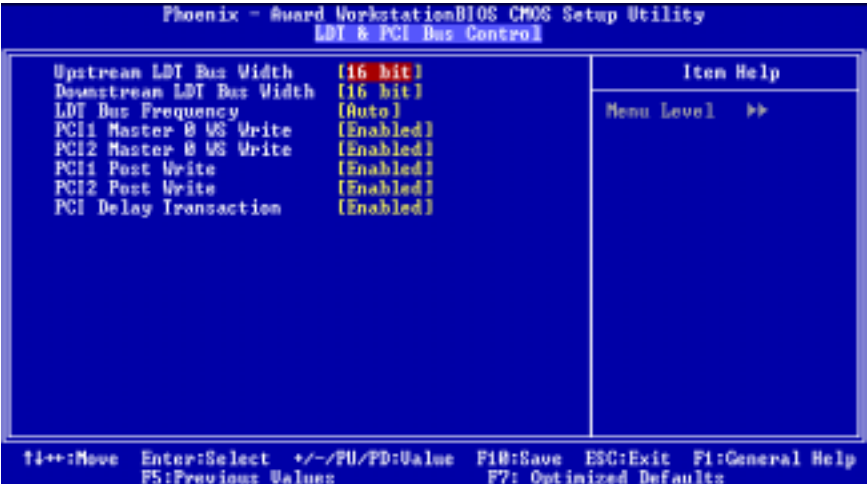 Phoenix - Award WorkstationBIOS CMOS Setup Utility
LDT & PCI Bus Control
Upstream LDT Bus Width [16 bit]
Downstream LDT Bus Width [16 bit]
LDT Bus Frequency [Auto]
PCI1 Master 0 WS Write [Enabled]
PCI2 Master 0 WS Write [Enabled]
PCI1 Post Write [Enabled]
PCI2 Post Write [Enabled]
PCI Delay Transaction [Enabled]
Item Help
Menu Level ►►
↑↓→←:Move Enter:Select +/-/PU/PD:Value F10:Save ESC:Exit F1:General Help
F5:Previous Values F7: Optimized Defaults